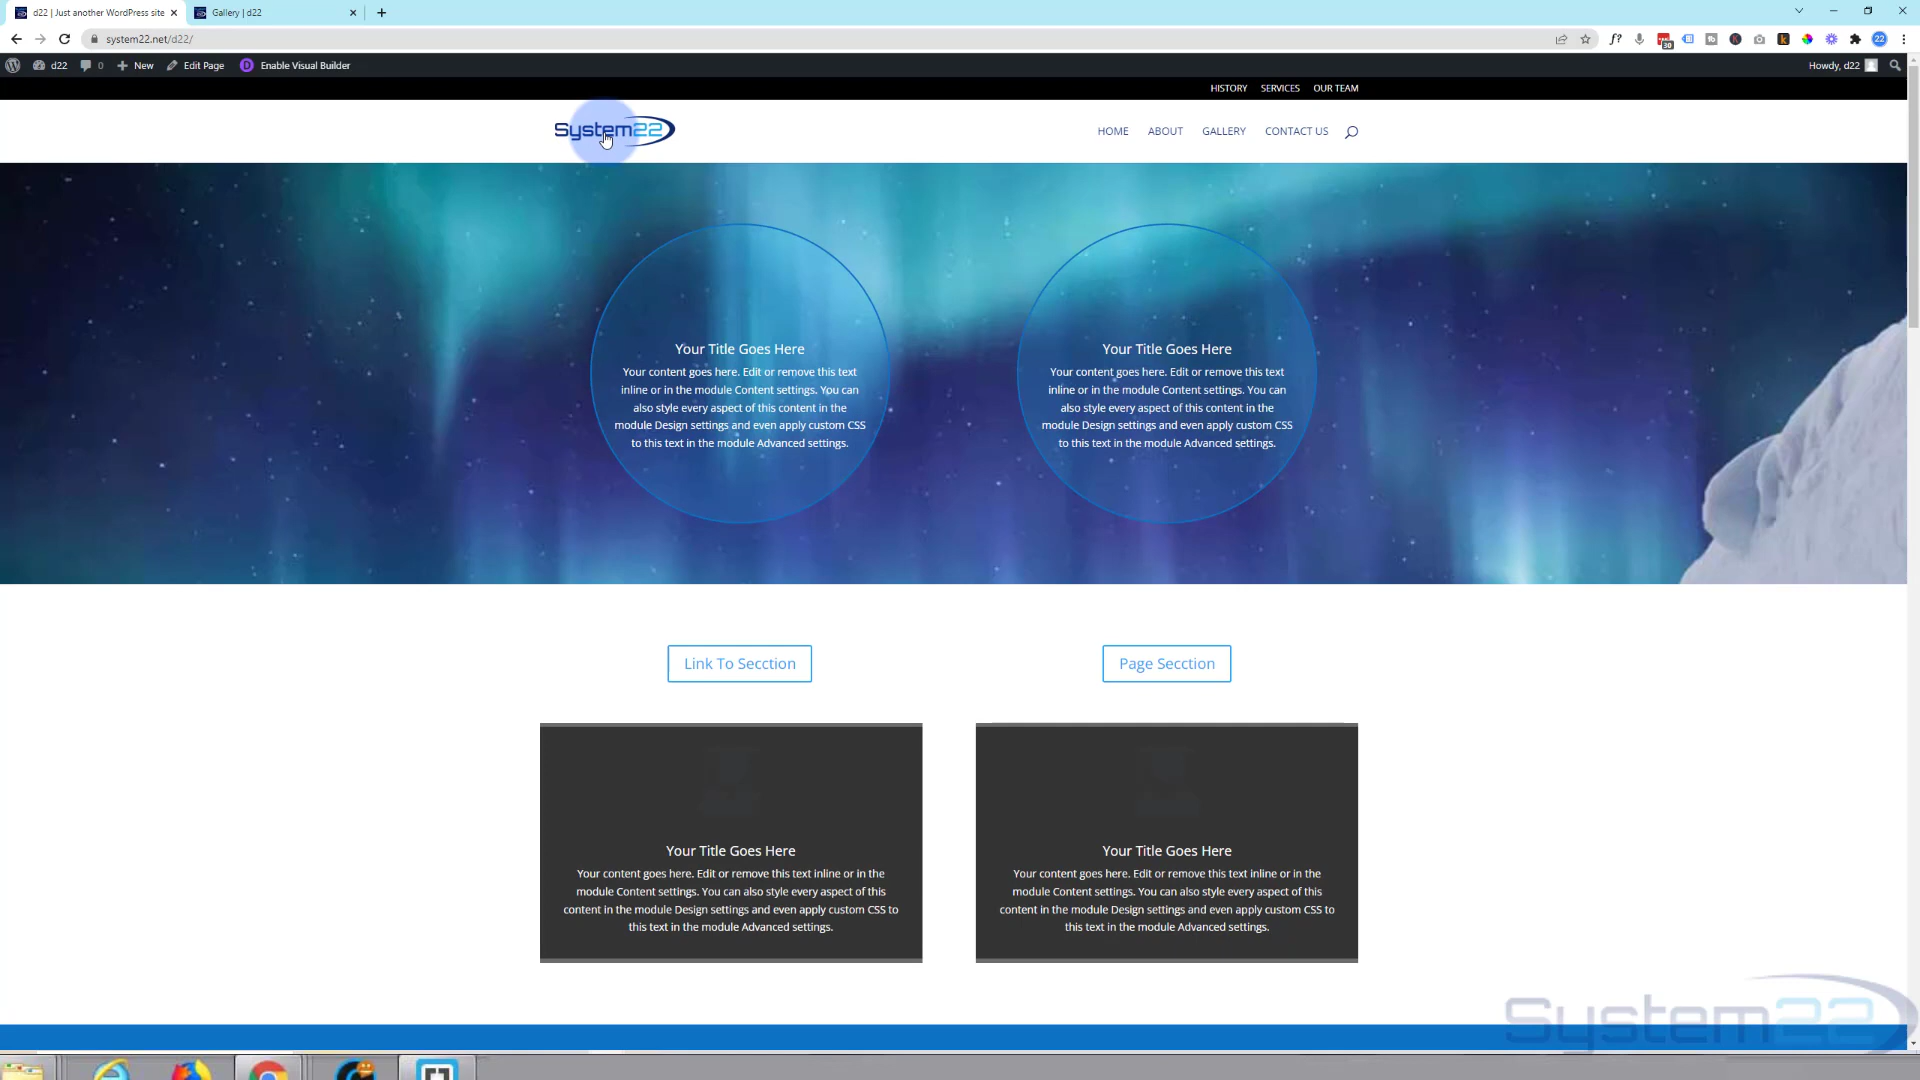 d22 | Just another WordPress site
Gallery | d22
system22.net/d22/
f?
30
22
d22
0
New
Edit Page
Enable Visual Builder
Howdy, d22
HISTORY
SERVICES
OUR TEAM
System22
HOME
ABOUT
GALLERY
CONTACT US
Your Title Goes Here
Your content goes here. Edit or remove this text
inline or in the module Content settings. You can
also style every aspect of this content in the
module Design settings and even apply custom CSS
to this text in the module Advanced settings.
Your Title Goes Here
Your content goes here. Edit or remove this text
inline or in the module Content settings. You can
also style every aspect of this content in the
module Design settings and even apply custom CSS
to this text in the module Advanced settings.
Link To Secction
Page Secction
Your Title Goes Here
Your content goes here. Edit or remove this text inline or in the
module Content settings. You can also style every aspect of this
content in the module Design settings and even apply custom CSS to
this text in the module Advanced settings.
Your Title Goes Here
Your content goes here. Edit or remove this text inline or in the
module Content settings. You can also style every aspect of this
content in the module Design settings and even apply custom CSS to
this text in the module Advanced settings.
System22